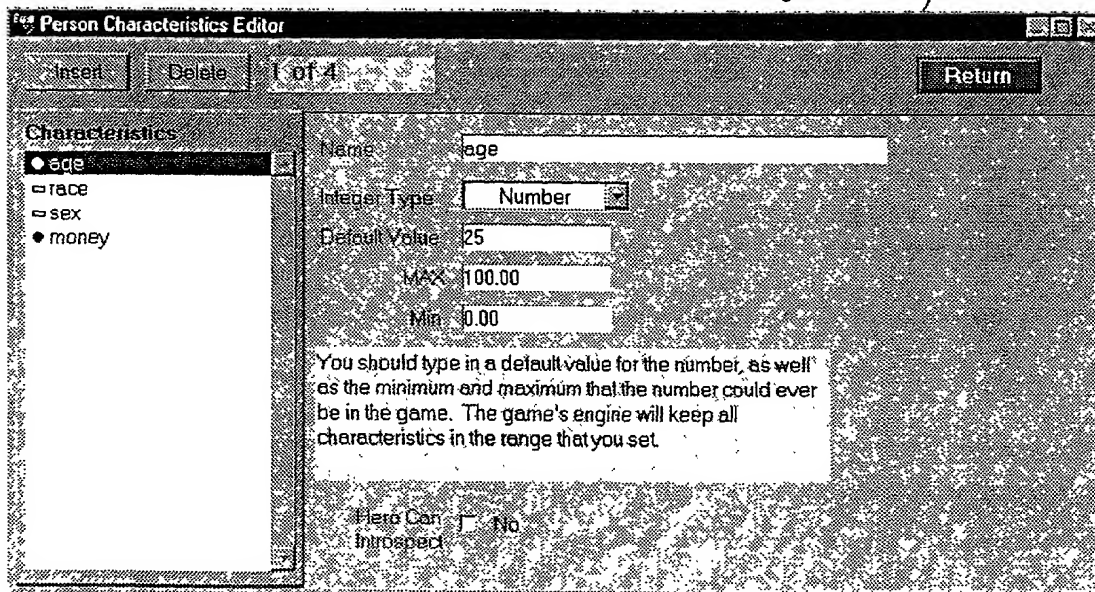 Person Characteristics Editor
Insert Delete 1 of 4 Return
Characteristics
age
race
sex
money
Name age
Integer Type Number
Default Value 25
MAX 100.00
Min 0.00
You should type in a default value for the number, as well
as the minimum and maximum that the number could ever
be in the game. The game's engine will keep all
characteristics in the range that you set.
Hero Can No
Introspect